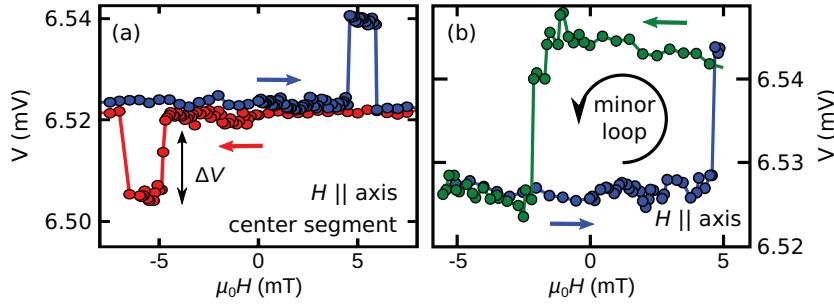 (a)
6.54
6.52
6.50
V (mV)
ΔV
H || axis
center segment
-5
0
5
μ₀H (mT)
(b)
minor
loop
H || axis
6.54
6.53
6.52
V (mV)
-5
0
5
μ₀H (mT)